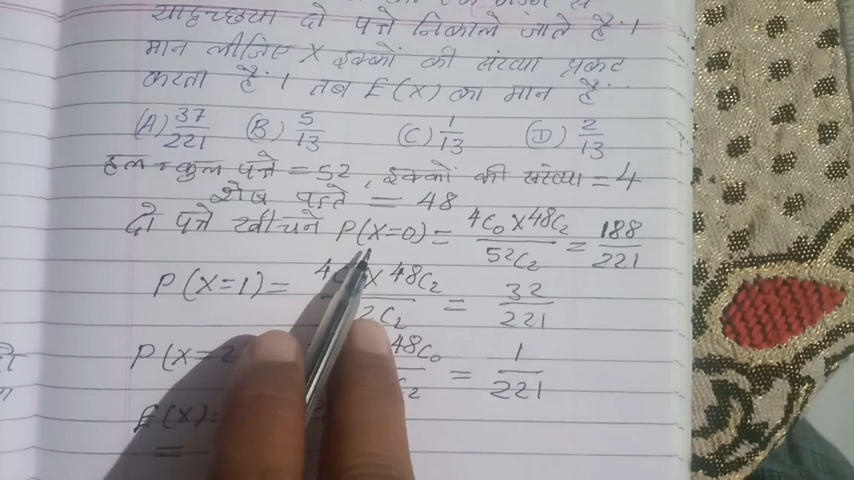 यादृच्छया दो पत्ते निकाले जाते हैं।
मान लीजिए X इक्कों की संख्या प्रकट
करता है। तब E(X) का मान है
(A) 37/221 (B) 5/13 (C) 1/13 (D) 2/13
हल- कुल पत्ते = 52, इक्कों की संख्या = 4
शेष पत्ते = 48
दो पत्ते खींचने P(X=0) = 4C0 X 48C2 / 52C2 = 188/221
P(X=1) = X 48C2 / 2C2 = 32/221
P(X=2 48C0 = 1/221
E(X)=
=